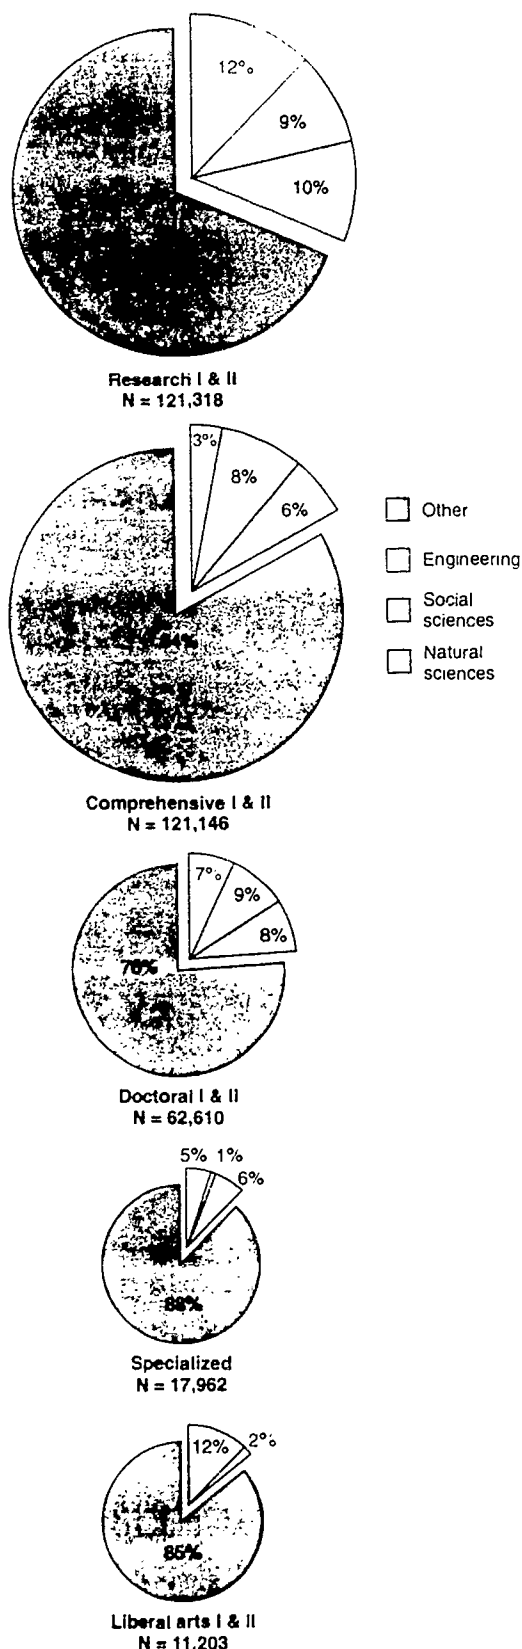 12%
9%
10%
Research I & II
N = 121,318
3%
8%
6%
Comprehensive I & II
N = 121,146
Other
Engineering
Social
sciences
Natural
sciences
7%
9%
8%
76%
Doctoral I & II
N = 62,610
5% 1%
6%
88%
Specialized
N = 17,962
12%
2%
85%
Liberal arts I & II
N = 11,203